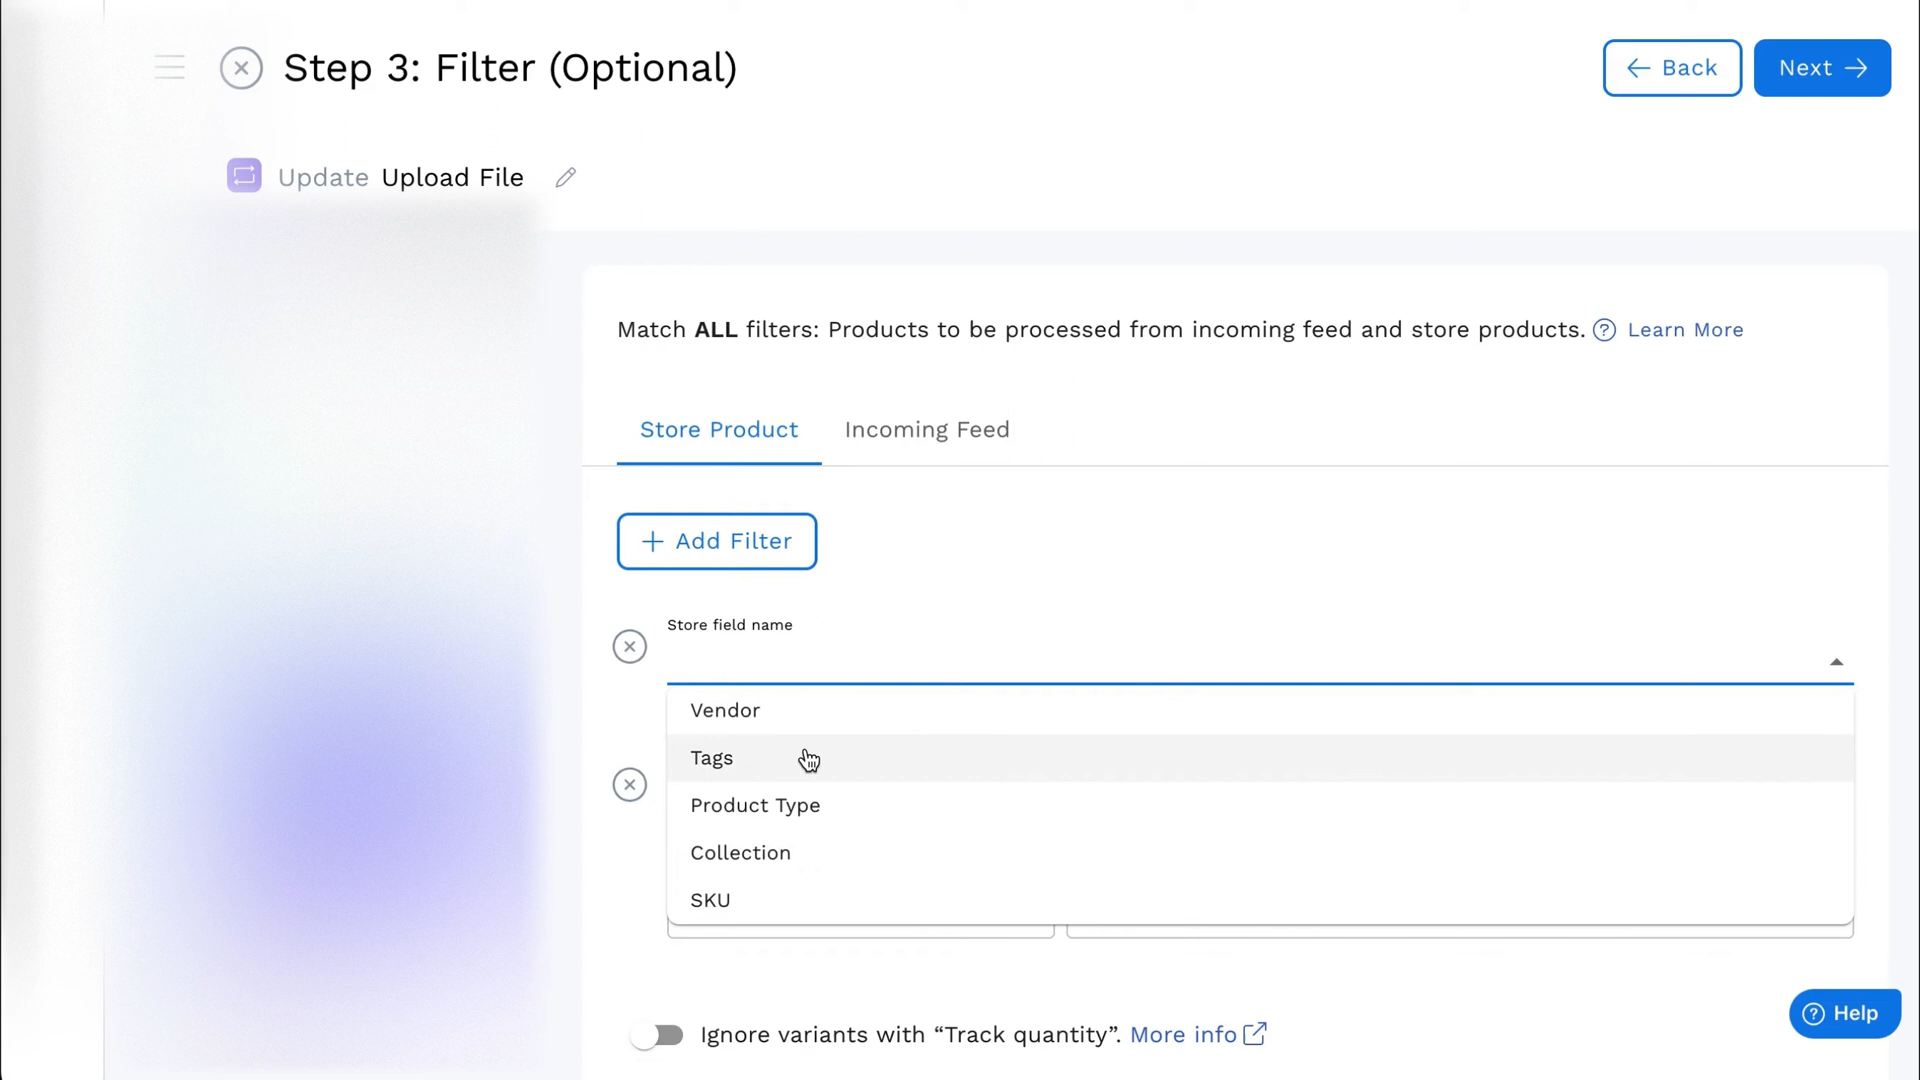 Step 3: Filter (Optional)
Back
Next
Update Upload File
Match ALL filters: Products to be processed from incoming feed and store products. Learn More
Store Product
Incoming Feed
Add Filter
Store field name
Vendor
Tags
Product Type
Collection
SKU
Help
Ignore variants with “Track quantity”. More info